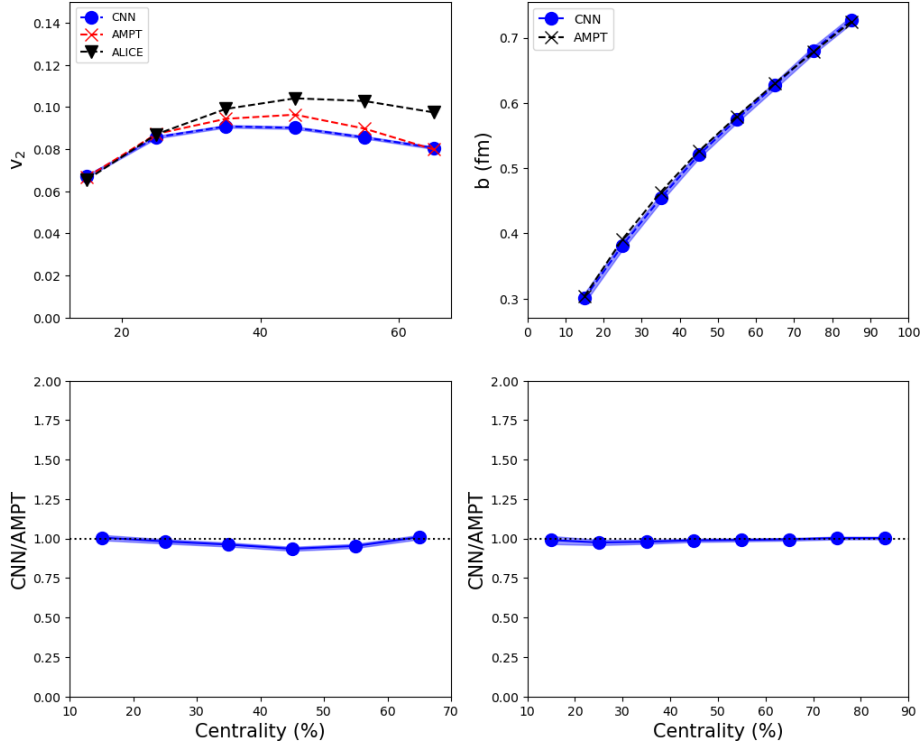 0.14
0.12
0.10
0.08
0.06
0.04
0.02
0.00
v2
20
40
60
CNN
AMPT
ALICE
0.7
0.6
0.5
0.4
0.3
b (fm)
0 10 20 30 40 50 60 70 80 90 100
CNN
AMPT
2.00
1.75
1.50
1.25
1.00
0.75
0.50
0.25
0.00
CNN/AMPT
10 20 30 40 50 60 70
Centrality (%)
2.00
1.75
1.50
1.25
1.00
0.75
0.50
0.25
0.00
CNN/AMPT
10 20 30 40 50 60 70 80 90
Centrality (%)